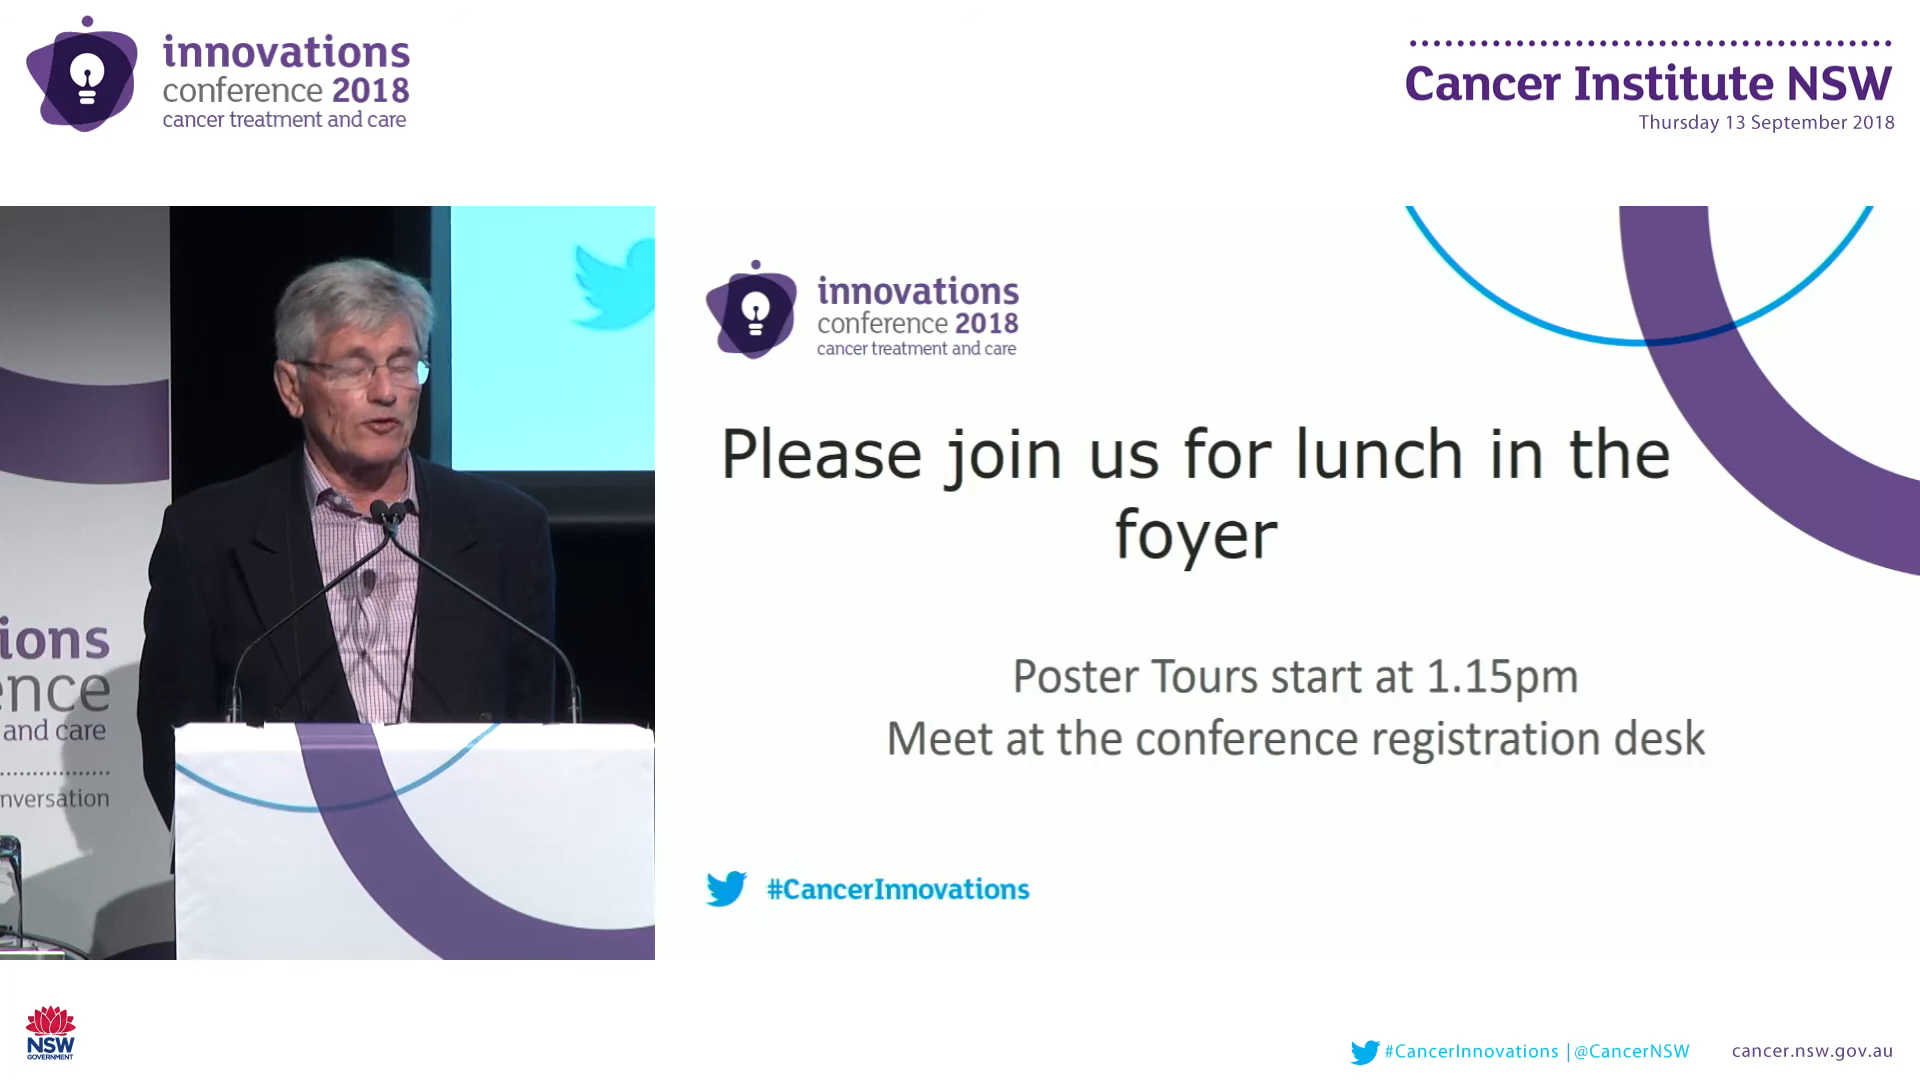 innovations
conference 2018
cancer treatment and care
Cancer Institute NSW
Thursday 13 September 2018
ions
ence
and care
nversation
innovations
conference 2018
cancer treatment and care
Please join us for lunch in the
foyer
Poster Tours start at 1.15pm
Meet at the conference registration desk
#CancerInnovations
NSW
GOVERNMENT
#CancerInnovations | @CancerNSW
cancer.nsw.gov.au